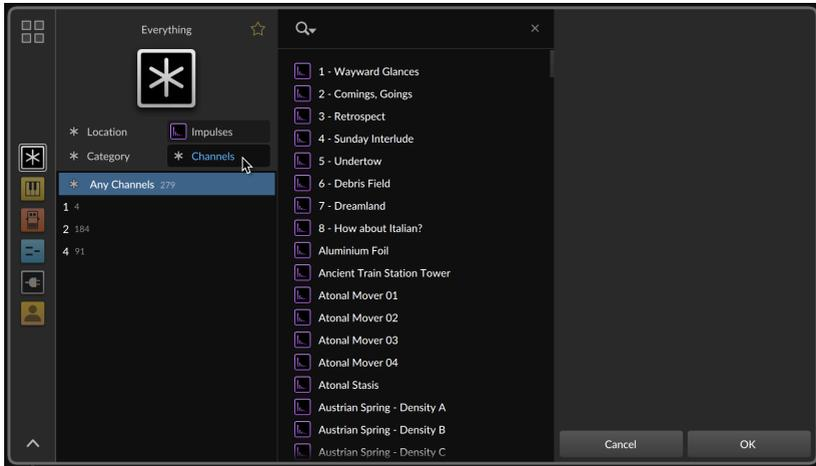 Everything
Location
Impulses
Category
Channels
Any Channels 279
1 4
2 184
4 91
1 - Wayward Glances
2 - Comings, Goings
3 - Retrospect
4 - Sunday Interlude
5 - Undertow
6 - Debris Field
7 - Dreamland
8 - How about Italian?
Aluminium Foil
Ancient Train Station Tower
Atonal Mover 01
Atonal Mover 02
Atonal Mover 03
Atonal Mover 04
Atonal Stasis
Austrian Spring - Density A
Austrian Spring - Density B
Austrian Spring - Density C
Cancel
OK